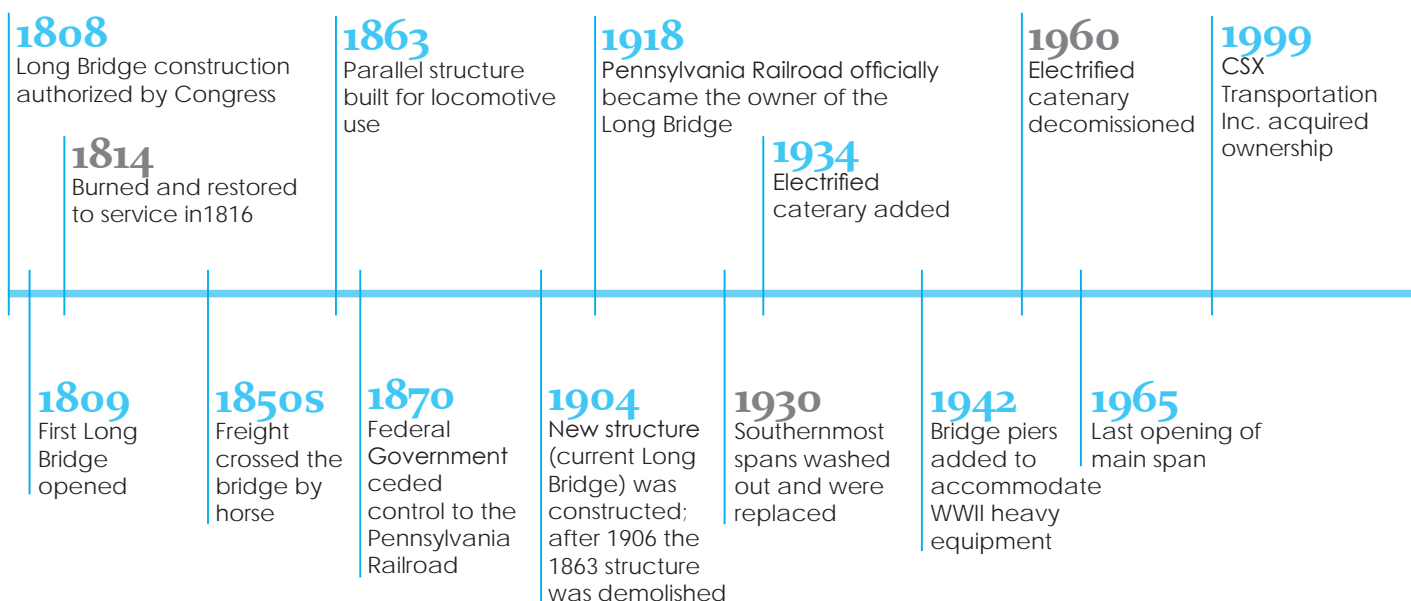 1808
Long Bridge construction
authorized by Congress
1814
Burned and restored
to service in1816
1863
Parallel structure
built for locomotive
use
1918
Pennsylvania Railroad officially
became the owner of the
Long Bridge
1934
Electrified
caterary added
1960
Electrified
catenary
decomissioned
1999
CSX
Transportation
Inc. acquired
ownership
1809
First Long
Bridge
opened
1850s
Freight
crossed the
bridge by
horse
1870
Federal
Government
ceded
control to the
Pennsylvania
Railroad
1904
New structure
(current Long
Bridge) was
constructed;
after 1906 the
1863 structure
was demolished
1930
Southernmost
spans washed
out and were
replaced
1942
Bridge piers
added to
accommodate
WWII heavy
equipment
1965
Last opening of
main span